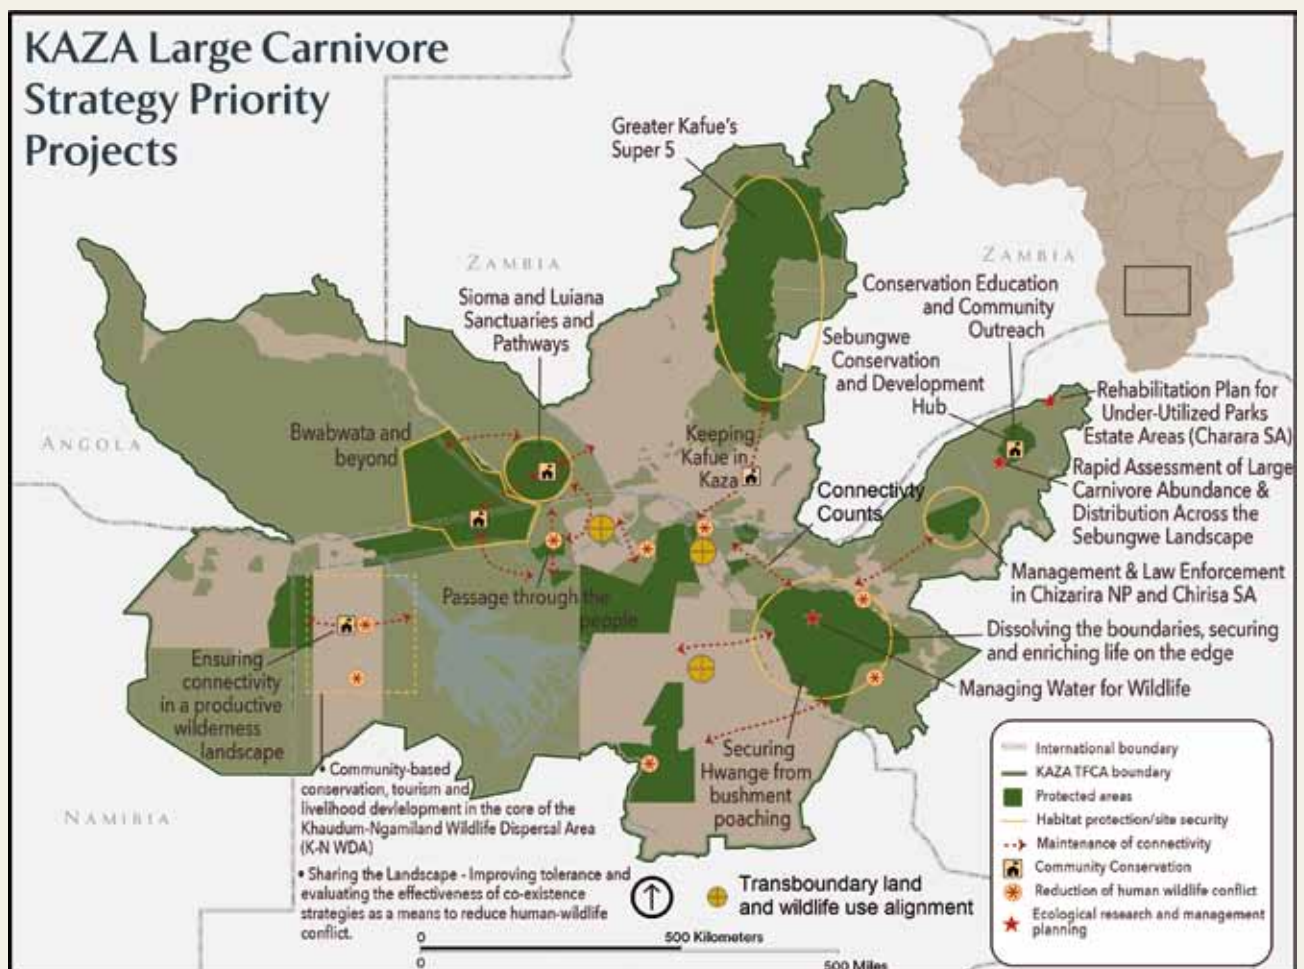 KAZA Large Carnivore
Strategy Priority
Projects
Greater Kafue's
Super 5
ZAMBIA
ZAMBIA
Sioma and Luiana
Sanctuaries and
Pathways
Conservation Education
and Community
Outreach
Sebungwe
Conservation
and Development
Hub
Rehabilitation Plan for
Under-Utilized Parks
Estate Areas (Charara SA)
ANGOLA
Bwabwata and
beyond
Keeping
Kafue in
Kaza
Rapid Assessment of Large
Carnivore Abundance &
Distribution Across the
Sebungwe Landscape
Connectivty
Counts
Management & Law Enforcement
in Chizarira NP and Chirisa SA
Passage through the
people
Dissolving the boundaries, securing
and enriching life on the edge
Ensuring
connectivity
in a productive
wilderness
landscape
Managing Water for Wildlife
Securing
Hwange from
bushment
poaching
NAMIBIA
• Community-based
conservation, tourism and
livelihood devlelopment in the core of the
Khaudum-Ngamiland Wildlife Dispersal Area
(K-N WDA)
• Sharing the Landscape - Improving tolerance and
evaluating the effectiveness of co-existence
strategies as a means to reduce human-wildlife
conflict.
Transboundary land
and wildlife use alignment
0
500 Kilometers
0
500 Miles
International boundary
KAZA TFCA boundary
Protected areas
Habitat protection/site security
Maintenance of connectivity
Community Conservation
Reduction of human wildlife conflict
Ecological research and management
planning